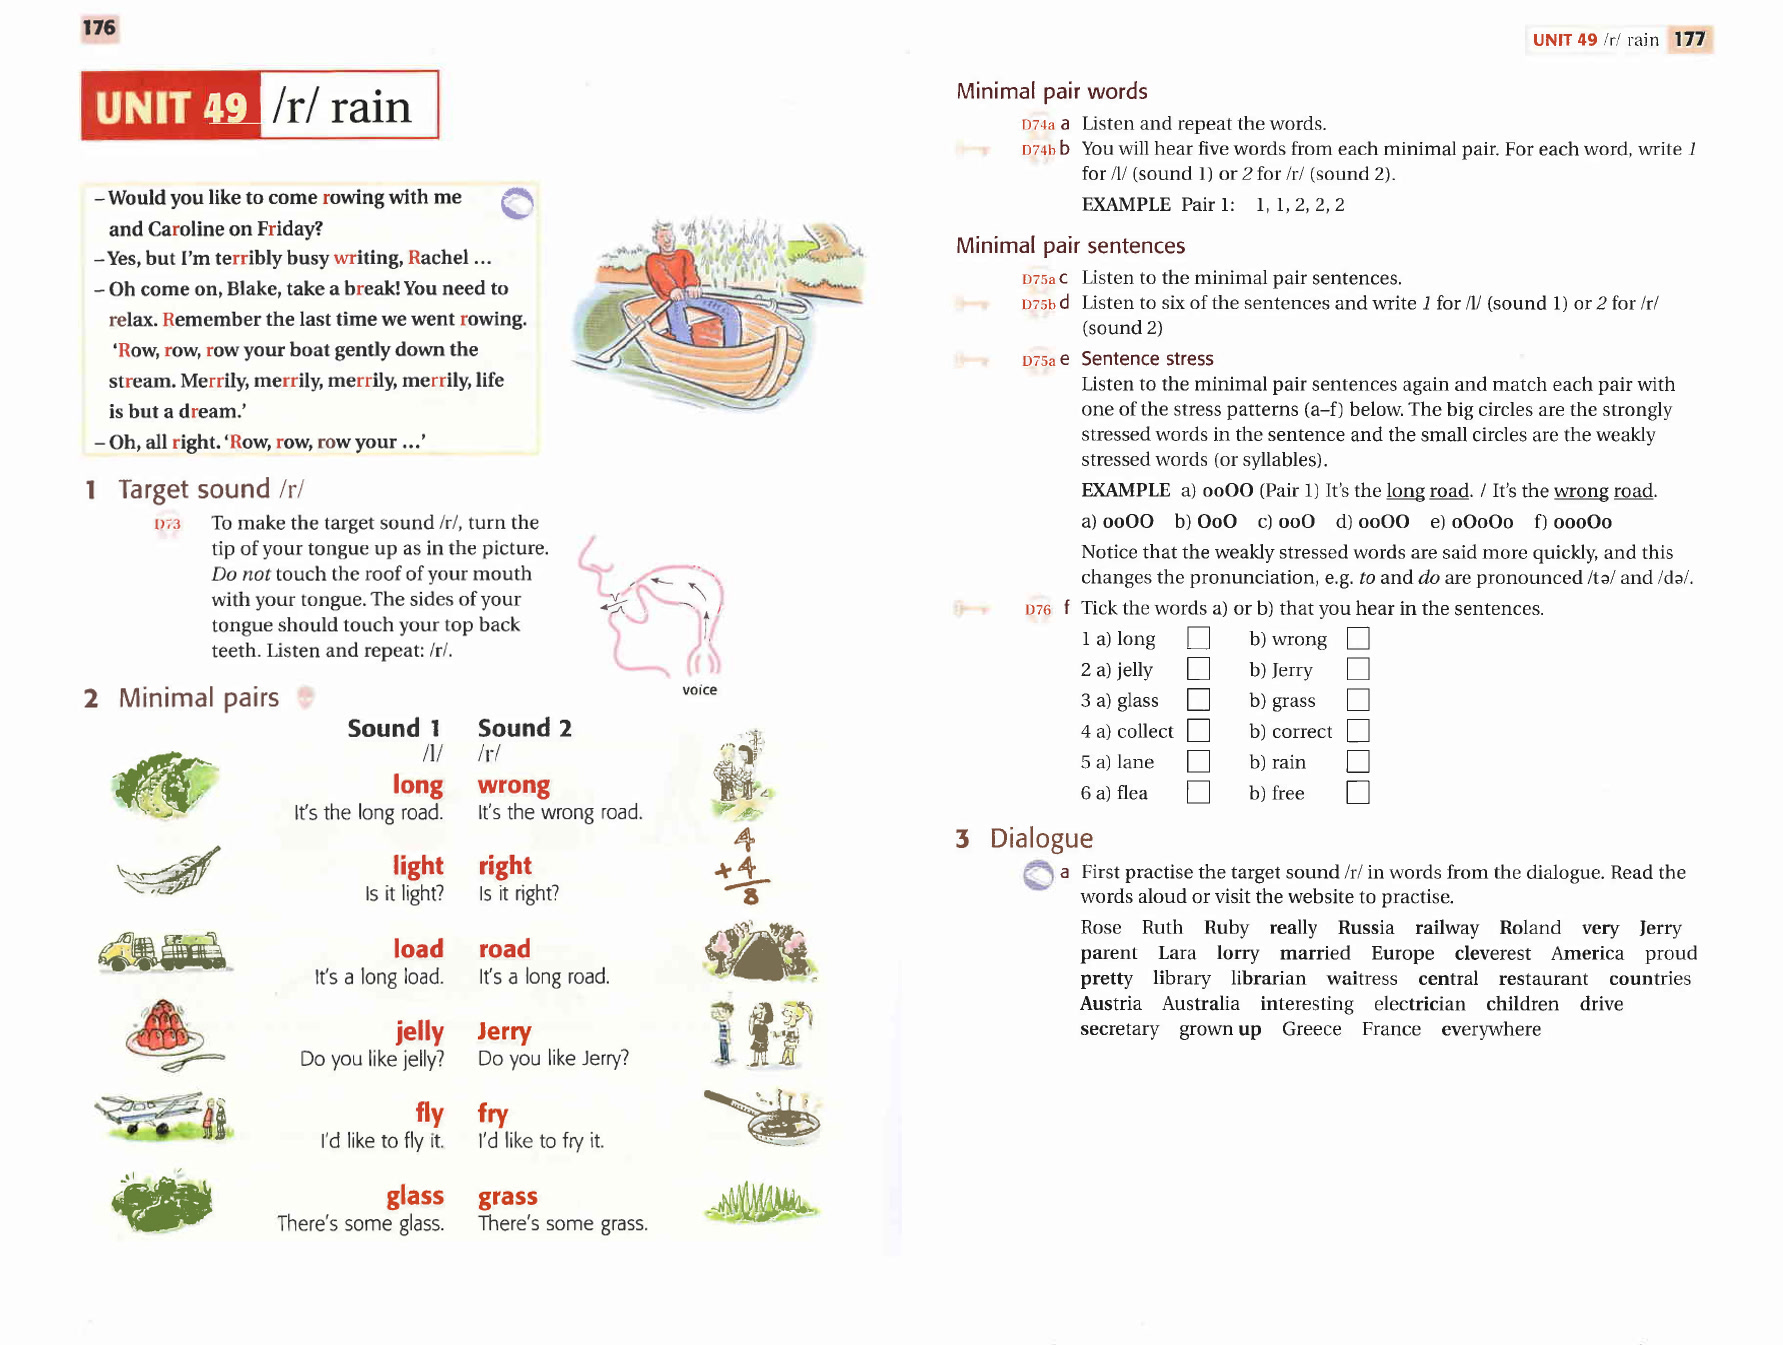 176
UNIT 49 /r/ rain
– Would you like to come rowing with me
and Caroline on Friday?
– Yes, but I'm terribly busy writing, Rachel ...
– Oh come on, Blake, take a break! You need to
relax. Remember the last time we went rowing.
'Row, row, row your boat gently down the
stream. Merrily, merrily, merrily, merrily, life
is but a dream.'
– Oh, all right. 'Row, row, row your ...'
1 Target sound /r/
D73 To make the target sound /r/, turn the
tip of your tongue up as in the picture.
Do not touch the roof of your mouth
with your tongue. The sides of your
tongue should touch your top back
teeth. Listen and repeat: /r/.
voice
2 Minimal pairs
Sound 1 Sound 2
/l/ /r/
long wrong
It's the long road. It's the wrong road.
light right
Is it light? Is it right?
4
+4
8
load road
It's a long load. It's a long road.
jelly Jerry
Do you like jelly? Do you like Jerry?
fly fry
I'd like to fly it. I'd like to fry it.
glass grass
There's some glass. There's some grass.
UNIT 49 /r/ rain 177
Minimal pair words
D74a a Listen and repeat the words.
D74b b You will hear five words from each minimal pair. For each word, write 1
for /l/ (sound 1) or 2 for /r/ (sound 2).
EXAMPLE Pair 1: 1, 1, 2, 2, 2
Minimal pair sentences
D75a c Listen to the minimal pair sentences.
D75b d Listen to six of the sentences and write 1 for /l/ (sound 1) or 2 for /r/
(sound 2)
D75a e Sentence stress
Listen to the minimal pair sentences again and match each pair with
one of the stress patterns (a–f) below. The big circles are the strongly
stressed words in the sentence and the small circles are the weakly
stressed words (or syllables).
EXAMPLE a) ooOO (Pair 1) It's the long road. / It's the wrong road.
a) ooOO b) OoO c) ooO d) ooOO e) oOoOo f) oooOo
Notice that the weakly stressed words are said more quickly, and this
changes the pronunciation, e.g. to and do are pronounced /tə/ and /də/.
D76 f Tick the words a) or b) that you hear in the sentences.
1 a) long b) wrong
2 a) jelly b) Jerry
3 a) glass b) grass
4 a) collect b) correct
5 a) lane b) rain
6 a) flea b) free
3 Dialogue
a First practise the target sound /r/ in words from the dialogue. Read the
words aloud or visit the website to practise.
Rose Ruth Ruby really Russia railway Roland very Jerry
parent Lara lorry married Europe cleverest America proud
pretty library librarian waitress central restaurant countries
Austria Australia interesting electrician children drive
secretary grown up Greece France everywhere